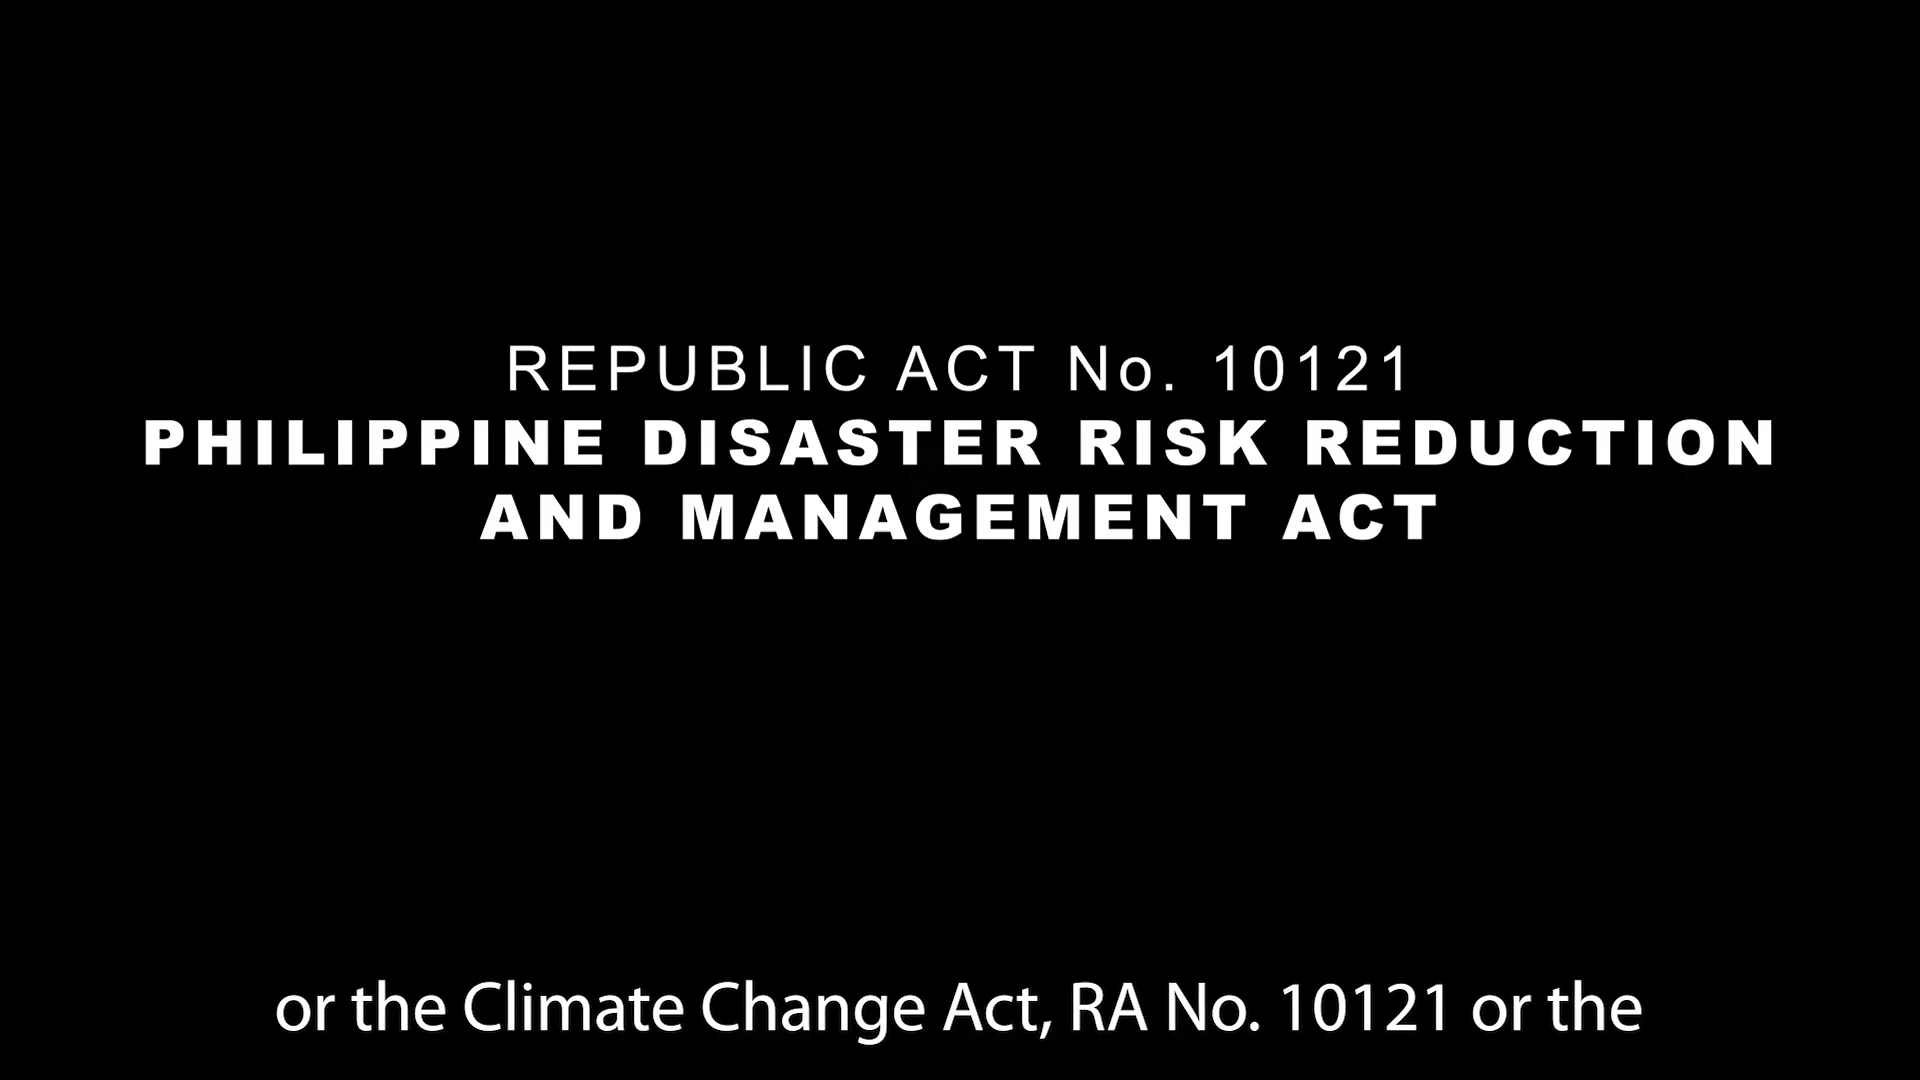 REPUBLIC ACT No. 10121
PHILIPPINE DISASTER RISK REDUCTION
AND MANAGEMENT ACT
or the Climate Change Act, RA No. 10121 or the